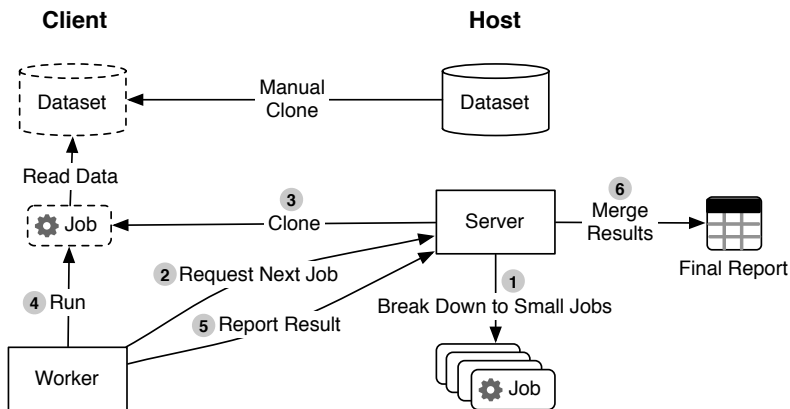 Client
Host
Dataset
Manual
Clone
Dataset
Read Data
3
Clone
Job
Server
6
Merge
Results
Final Report
2 Request Next Job
1
Break Down to Small Jobs
4 Run
5 Report Result
Worker
Job